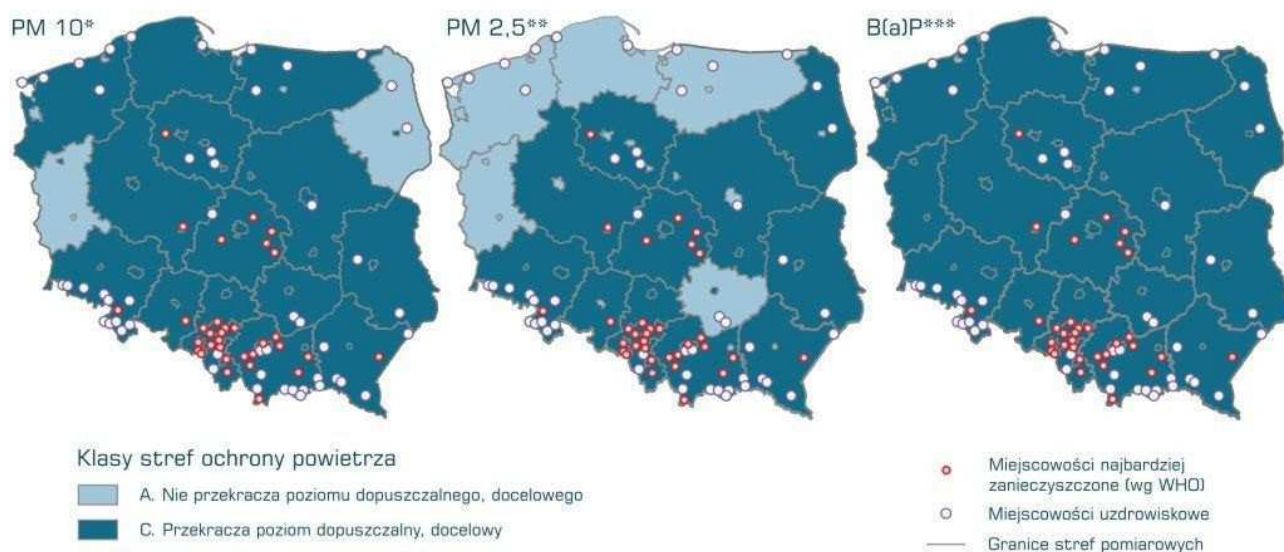 PM 10*
PM 2,5**
B(a)P***
Klasy stref ochrony powietrza
A. Nie przekracza poziomu dopuszczalnego, docelowego
C. Przekracza poziom dopuszczalny, docelowy
Miejscowości najbardziej
zanieczyszczone (wg WHO)
Miejscowości uzdrowiskowe
Granice stref pomiarowych